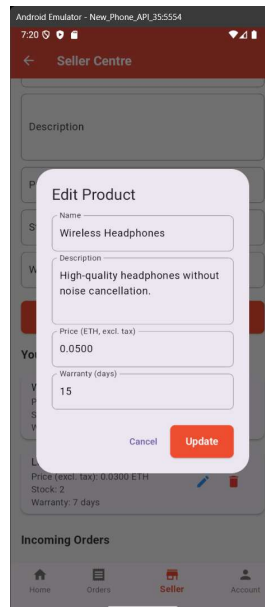 Android Emulator - New_Phone_API_35:5554
7:20
Seller Centre
Description
P
S
W
Edit Product
Name
Wireless Headphones
Description
High-quality headphones without
noise cancellation.
Price (ETH, excl. tax)
0.0500
Warranty (days)
15
Cancel
Update
You
W
P
S
W
L
Price (excl. tax): 0.0300 ETH
Stock: 2
Warranty: 7 days
Incoming Orders
Home
Orders
Seller
Account